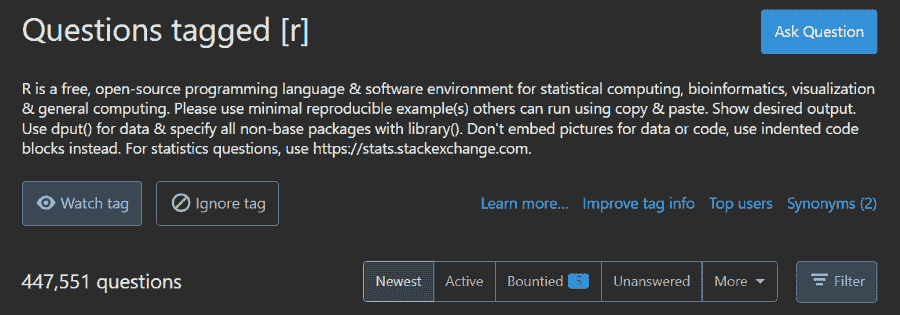 Questions tagged [r]
Ask Question
R is a free, open-source programming language & software environment for statistical computing, bioinformatics, visualization
& general computing. Please use minimal reproducible example(s) others can run using copy & paste. Show desired output.
Use dput() for data & specify all non-base packages with library(). Don't embed pictures for data or code, use indented code
blocks instead. For statistics questions, use https://stats.stackexchange.com.
Watch tag Ignore tag Learn more... Improve tag info Top users Synonyms (2)
447,551 questions Newest Active Bountied 5 Unanswered More Filter